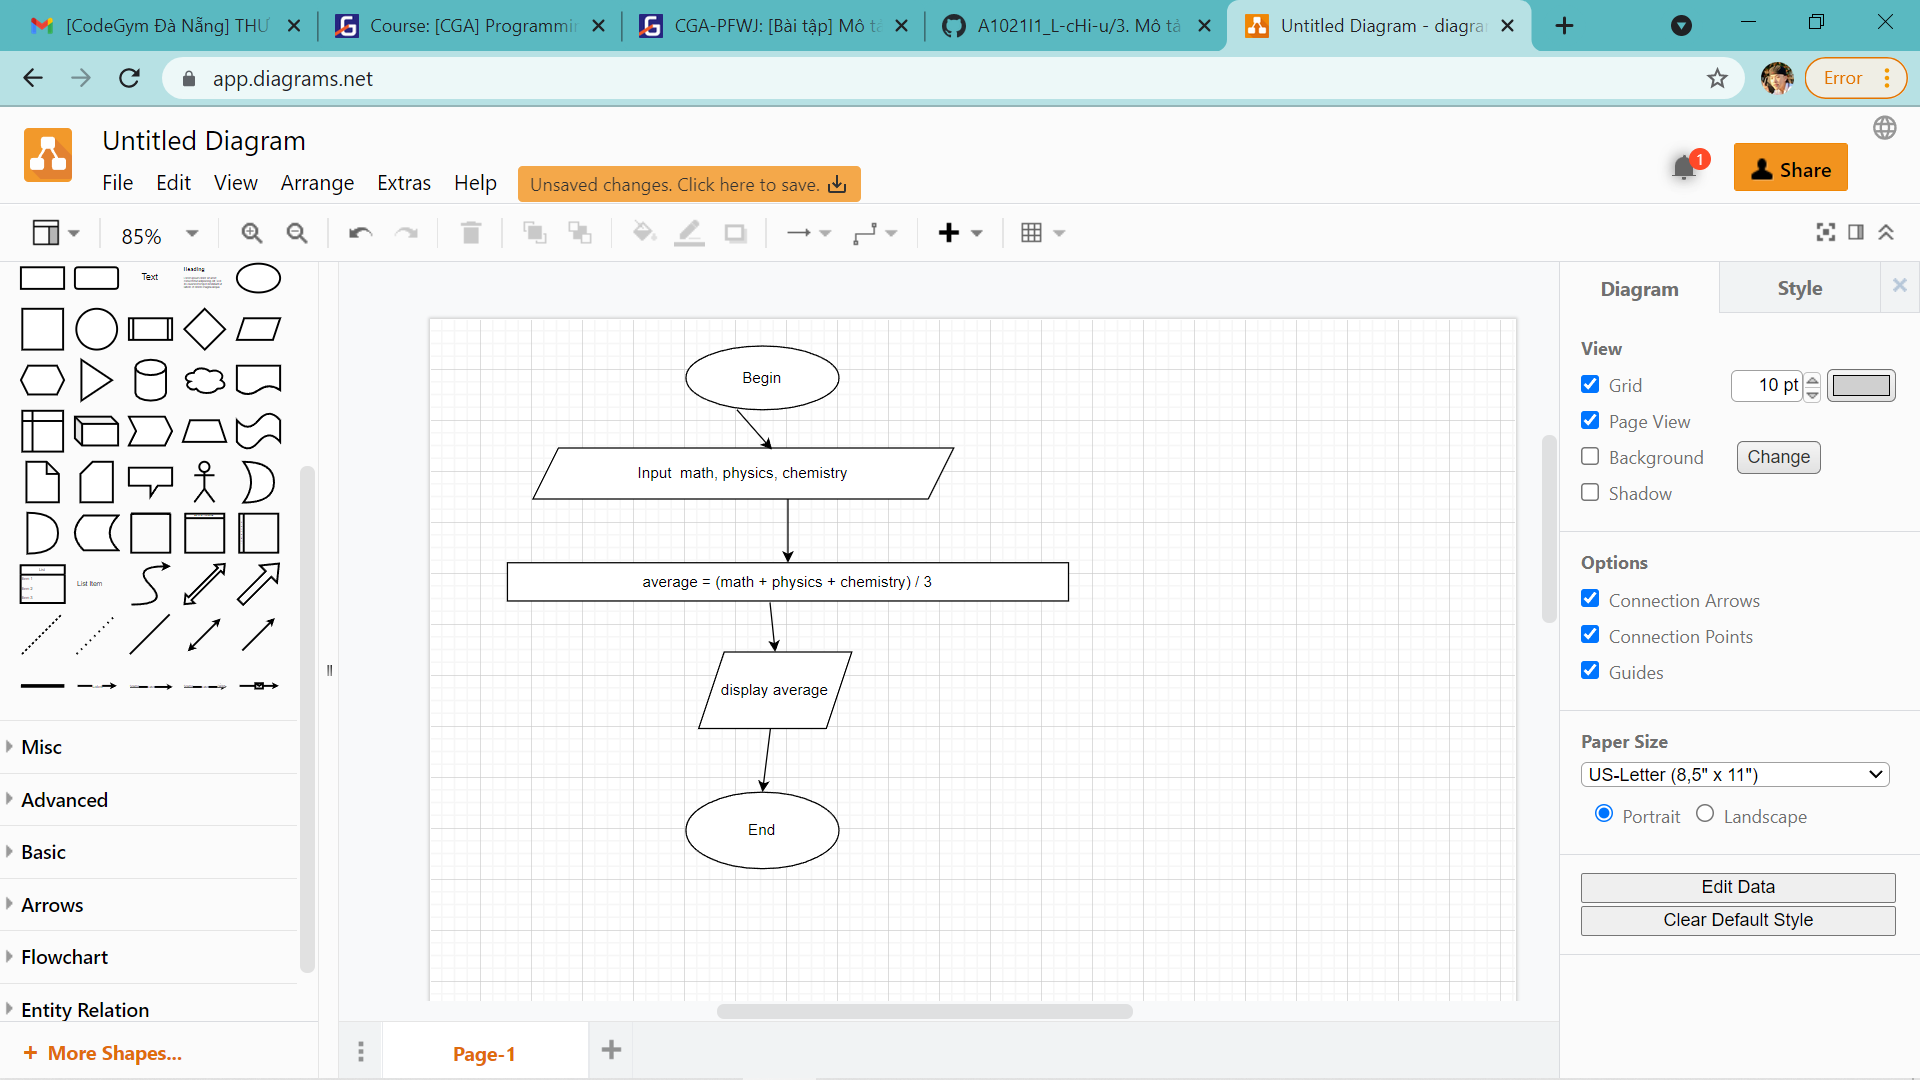 [CodeGym Đà Nẵng] THƯ
Course: [CGA] Programmin
CGA-PFWJ: [Bài tập] Mô tả
A1021I1_L-cHi-u/3. Mô tả
Untitled Diagram - diagra
app.diagrams.net
Error
Untitled Diagram
File Edit View Arrange Extras Help
Unsaved changes. Click here to save.
1
Share
85%
Text
Heading
List
List Item
Misc
Advanced
Basic
Arrows
Flowchart
Entity Relation
+ More Shapes...
Begin
Input math, physics, chemistry
average = (math + physics + chemistry) / 3
display average
End
Page-1
Diagram
Style
View
Grid
10 pt
Page View
Background
Change
Shadow
Options
Connection Arrows
Connection Points
Guides
Paper Size
US-Letter (8,5" x 11")
Portrait
Landscape
Edit Data
Clear Default Style